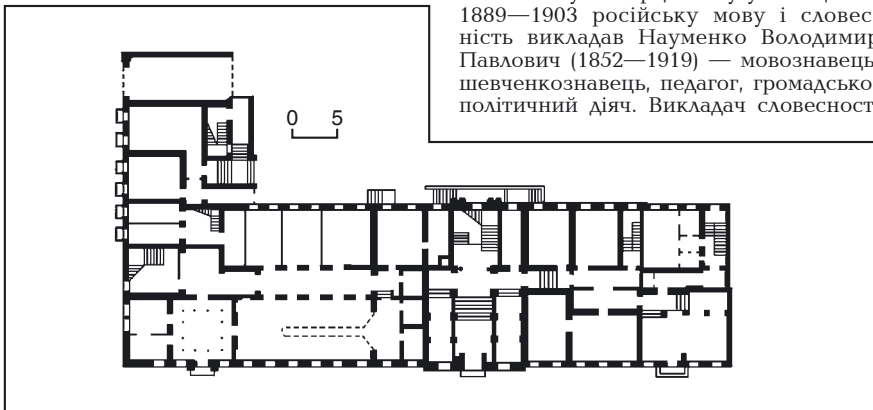 1889—1903 російську мову і словес
ність викладав Науменко Володимир
Павлович (1852—1919) — мовознавець
шевченкознавець, педагог, громадсько
політичний діяч. Викладач словесност
0 5